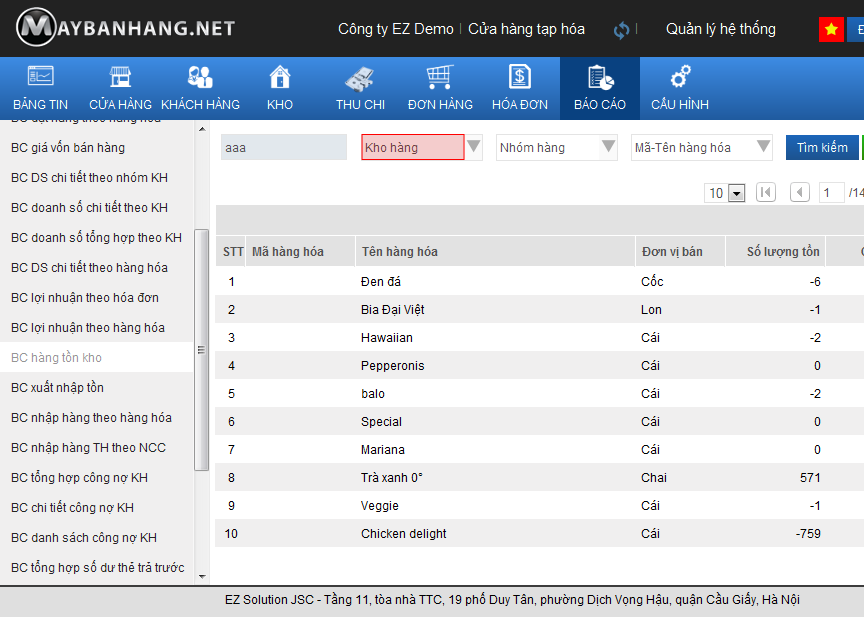 MAYBANHANG.NET
Công ty EZ Demo Cửa hàng tạp hóa Quản lý hệ thống
BẢNG TIN CỬA HÀNG KHÁCH HÀNG KHO THU CHI ĐƠN HÀNG HÓA ĐƠN BÁO CÁO CẤU HÌNH
BC đặt hàng theo hàng hóa
BC giá vốn bán hàng
BC DS chi tiết theo nhóm KH
BC doanh số chi tiết theo KH
BC doanh số tổng hợp theo KH
BC DS chi tiết theo hàng hóa
BC lợi nhuận theo hóa đơn
BC lợi nhuận theo hàng hóa
BC hàng tồn kho
BC xuất nhập tồn
BC nhập hàng theo hàng hóa
BC nhập hàng TH theo NCC
BC tổng hợp công nợ KH
BC chi tiết công nợ KH
BC danh sách công nợ KH
BC tổng hợp số dư thẻ trả trước
aaa Kho hàng Nhóm hàng Mã-Tên hàng hóa Tìm kiếm
10 1 /14
STT Mã hàng hóa Tên hàng hóa Đơn vị bán Số lượng tồn
1 Đen đá Cốc -6
2 Bia Đại Việt Lon -1
3 Hawaiian Cái -2
4 Pepperonis Cái 0
5 balo Cái -2
6 Special Cái 0
7 Mariana Cái 0
8 Trà xanh 0° Chai 571
9 Veggie Cái -1
10 Chicken delight Cái -759
EZ Solution JSC - Tầng 11, tòa nhà TTC, 19 phố Duy Tân, phường Dịch Vọng Hậu, quận Cầu Giấy, Hà Nội